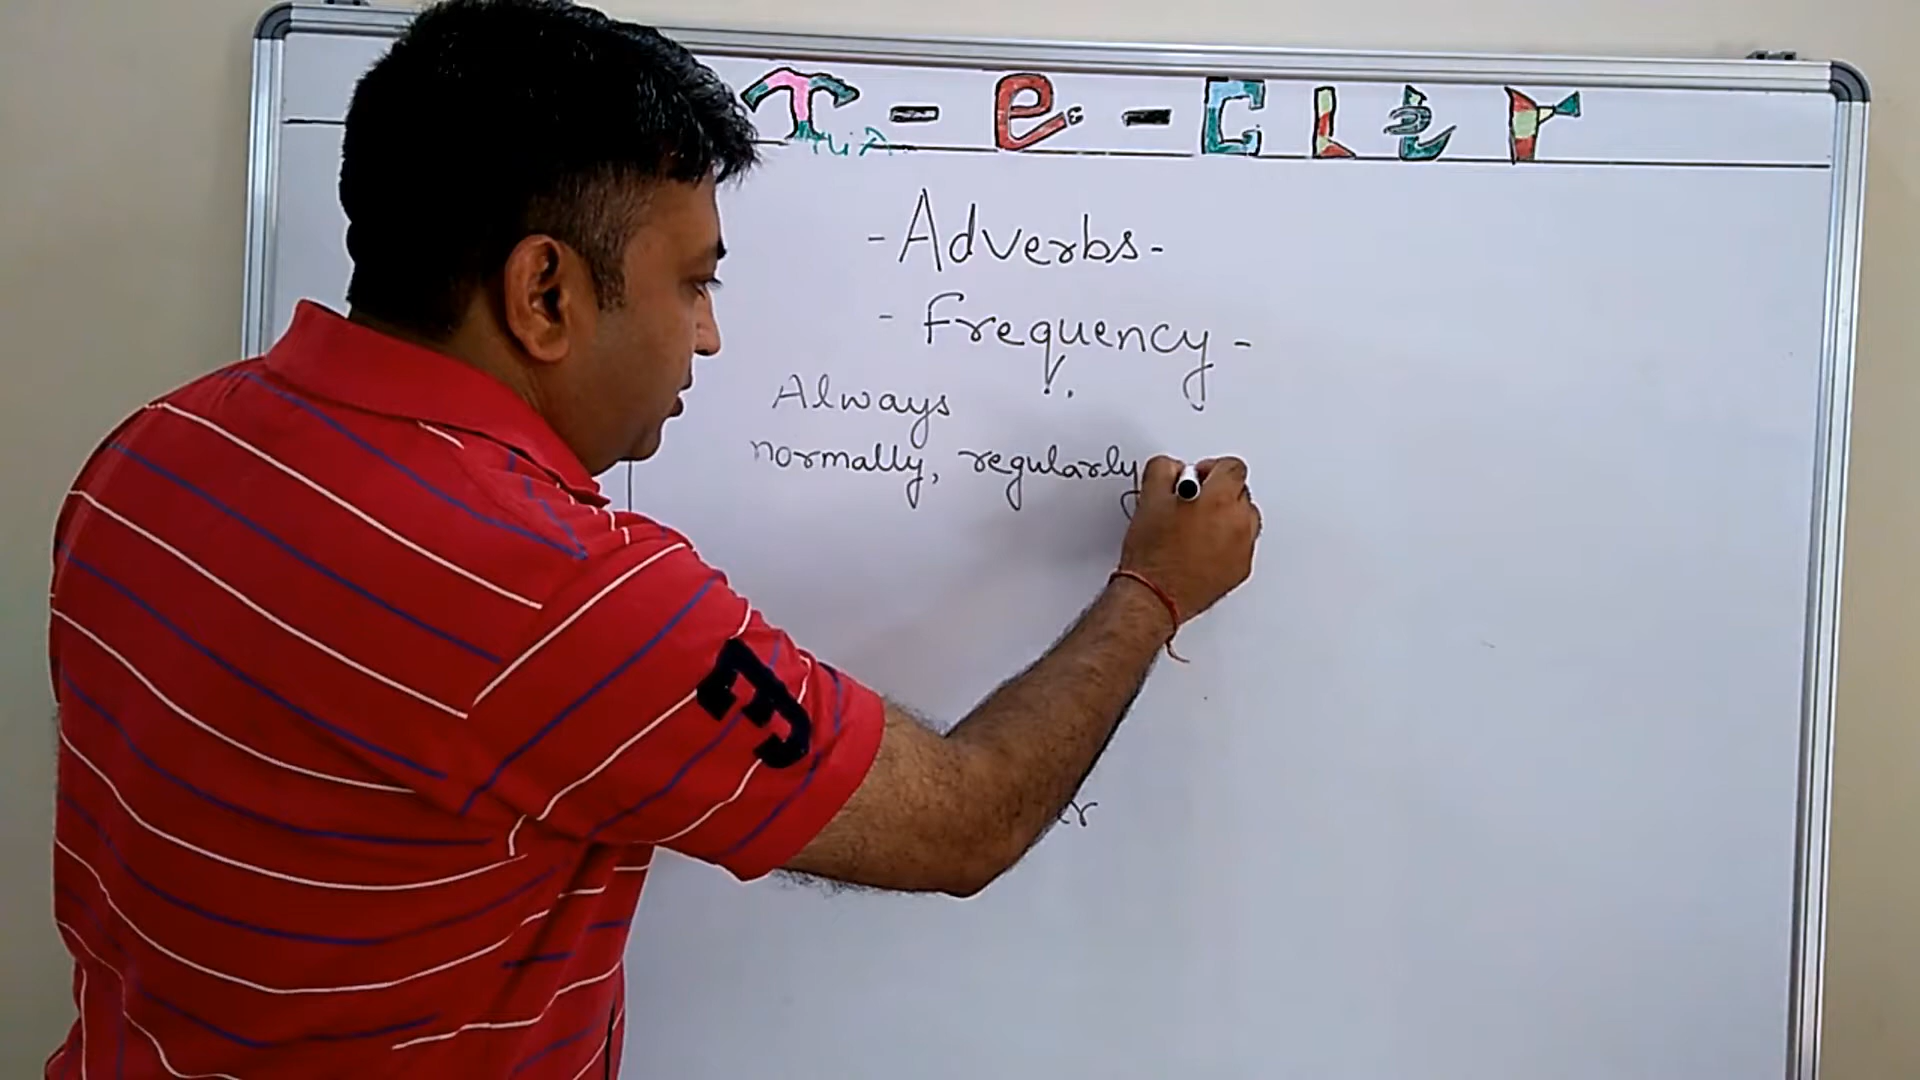 T - e - Cler
- Adverbs -
- Frequency -
Always
normally, regularly